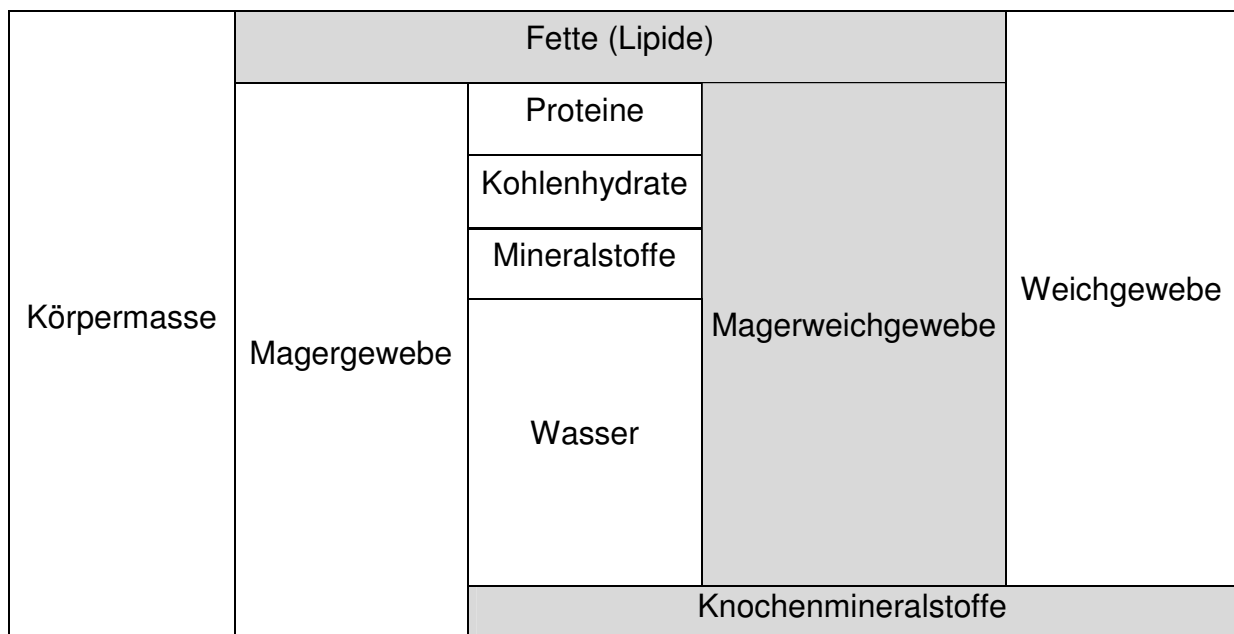 Fette (Lipide)
Proteine
Kohlenhydrate
Mineralstoffe
Körpermasse
Magergewebe
Wasser
Magerweichgewebe
Weichgewebe
Knochenmineralstoffe